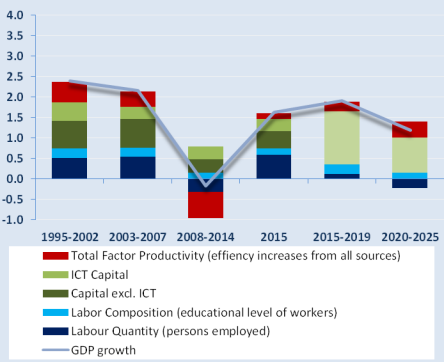 4.0
3.5
3.0
2.5
2.0
1.5
1.0
0.5
0.0
-0.5
-1.0
1995-2002 2003-2007 2008-2014 2015 2015-2019 2020-2025
Total Factor Productivity (effiency increases from all sources)
ICT Capital
Capital excl. ICT
Labor Composition (educational level of workers)
Labour Quantity (persons employed)
GDP growth